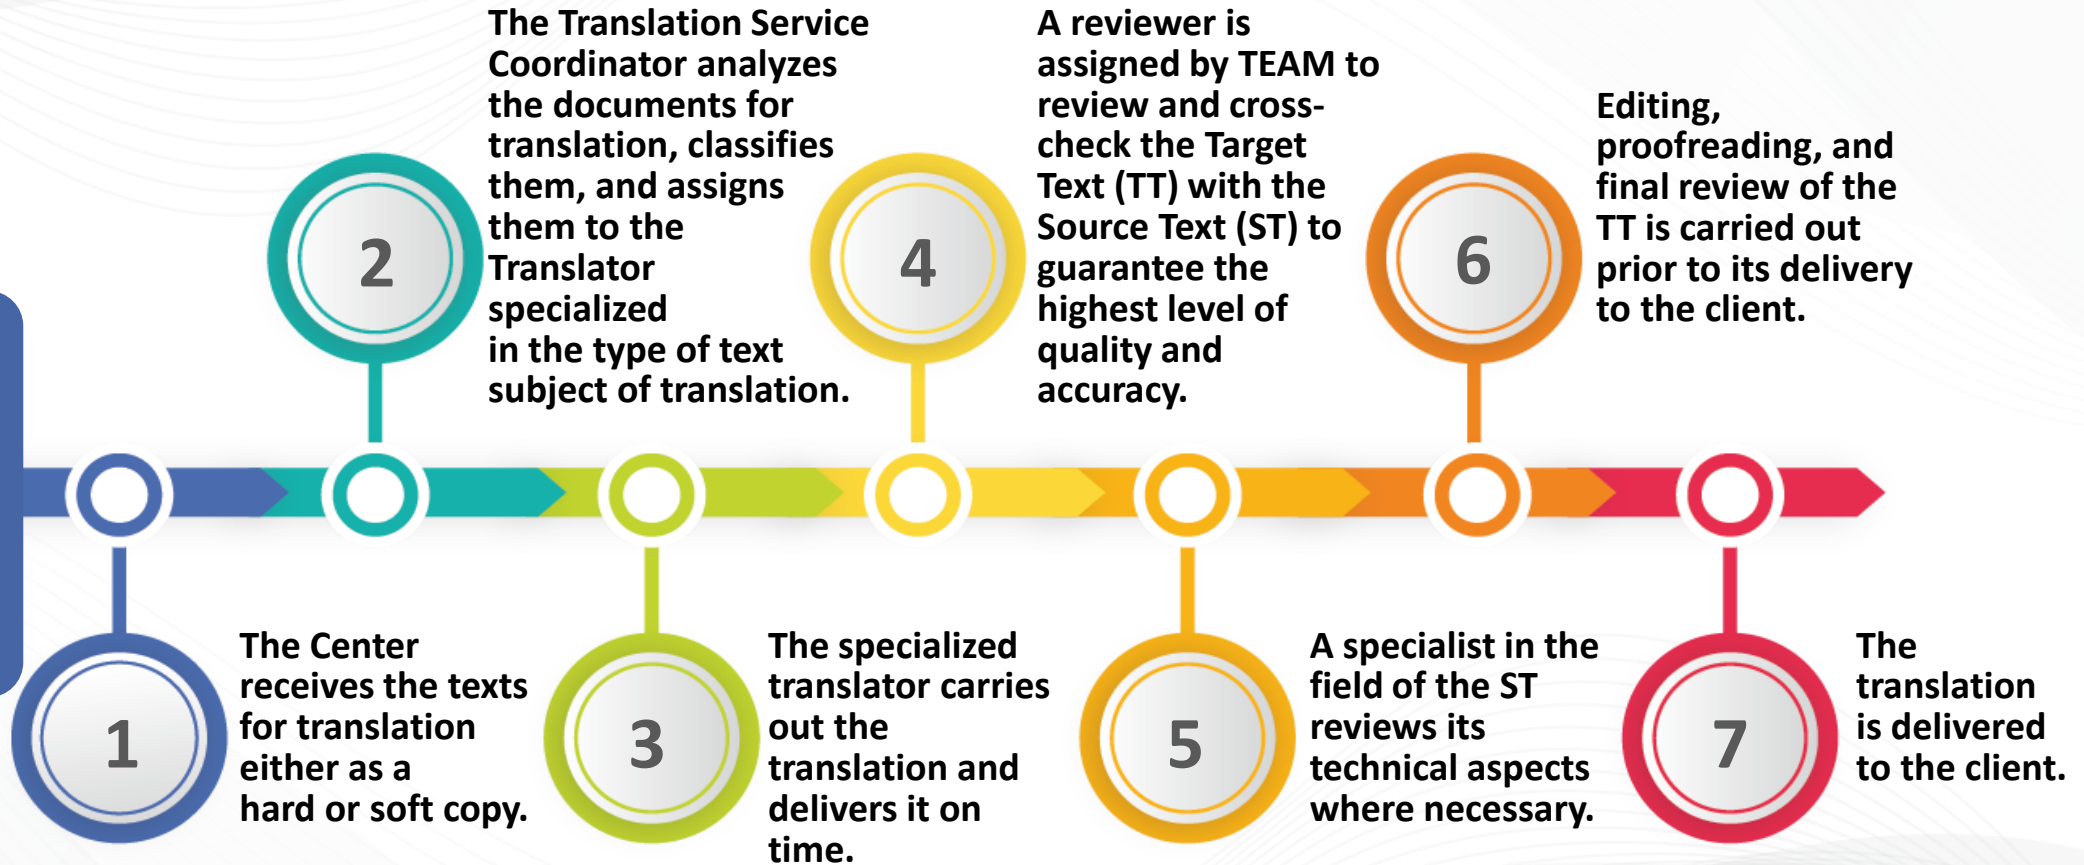 1
The Center
receives the texts
for translation
either as a
hard or soft copy.
2
The Translation Service
Coordinator analyzes
the documents for
translation, classifies
them, and assigns
them to the
Translator
specialized
in the type of text
subject of translation.
3
The specialized
translator carries
out the
translation and
delivers it on
time.
4
A reviewer is
assigned by TEAM to
review and cross-
check the Target
Text (TT) with the
Source Text (ST) to
guarantee the
highest level of
quality and
accuracy.
5
A specialist in the
field of the ST
reviews its
technical aspects
where necessary.
6
Editing,
proofreading, and
final review of the
TT is carried out
prior to its delivery
to the client.
7
The
translation
is delivered
to the client.